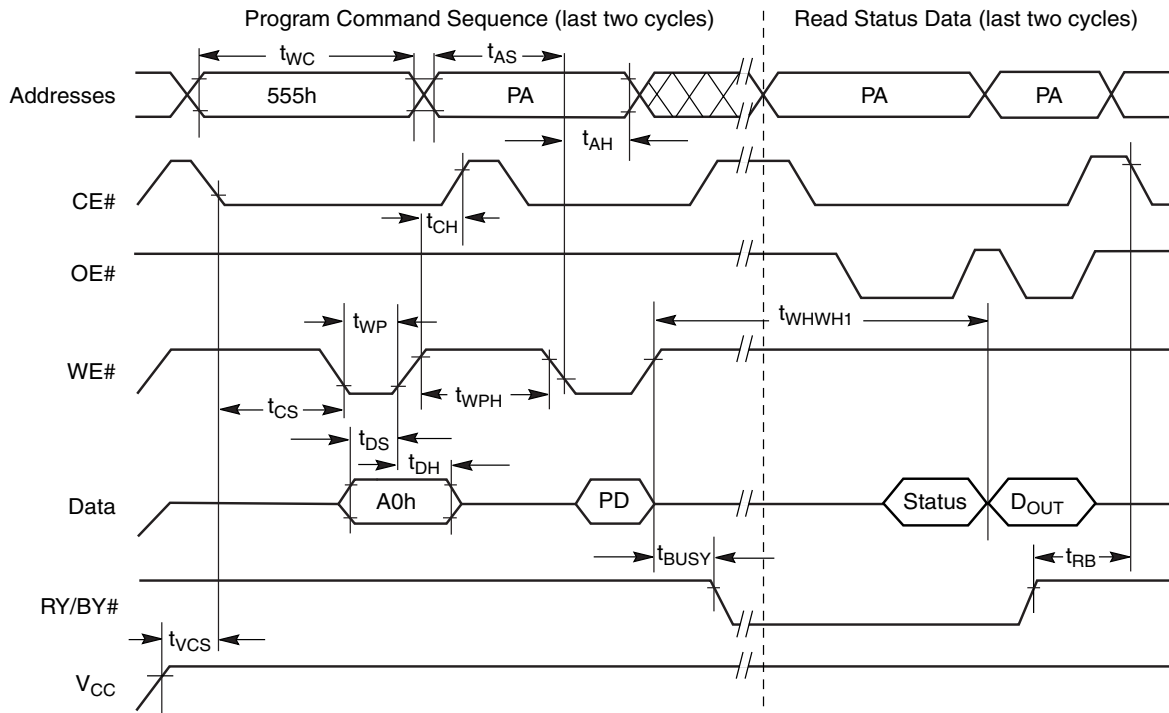 Program Command Sequence (last two cycles)
Read Status Data (last two cycles)
tWC
tAS
Addresses
555h
PA
PA
PA
tAH
CE#
tCH
OE#
tWP
tWHWH1
WE#
tCS
tWPH
tDS
tDH
Data
A0h
PD
Status
DOUT
tBUSY
tRB
RY/BY#
tVCS
VCC